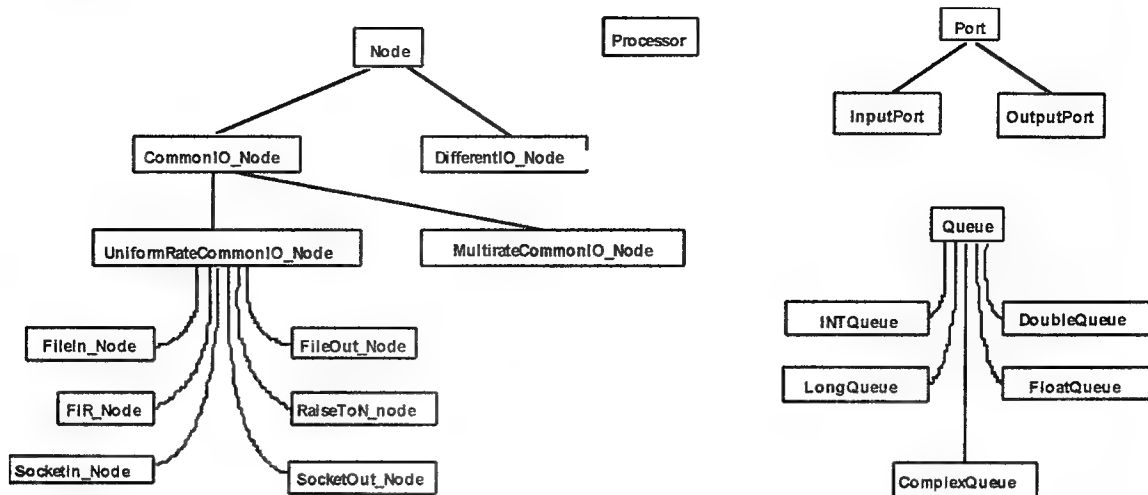 Node
Processor
Port
InputPort
OutputPort
CommonIO_Node
DifferentIO_Node
Queue
UniformRateCommonIO_Node
MultirateCommonIO_Node
INTQueue
DoubleQueue
FileIn_Node
FileOut_Node
LongQueue
FloatQueue
FIR_Node
RaiseToN_node
SocketIn_Node
SocketOut_Node
ComplexQueue